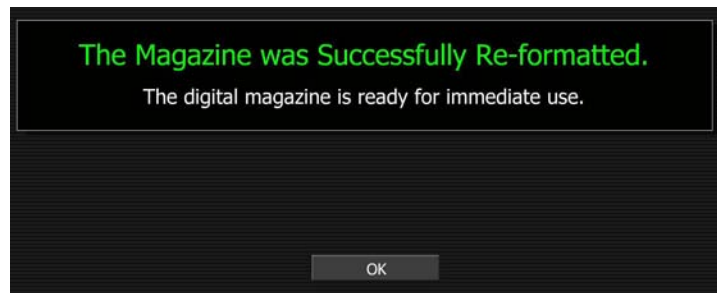 The Magazine was Successfully Re-formatted.
The digital magazine is ready for immediate use.
OK